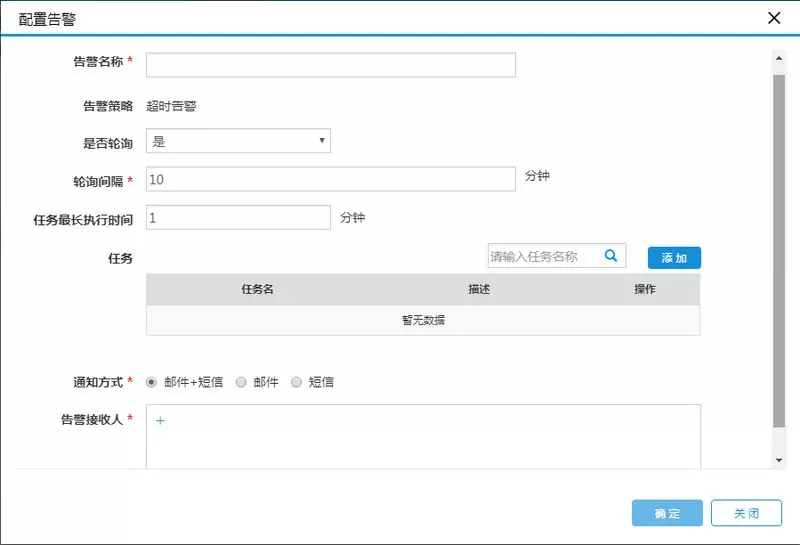 配置告警
告警名称 *
告警策略 超时告警
是否轮询 是
轮询间隔 * 10 分钟
任务最长执行时间 1 分钟
任务 请输入任务名称 添加
任务名 描述 操作
暂无数据
通知方式 * 邮件+短信 邮件 短信
告警接收人 * +
确定 关闭